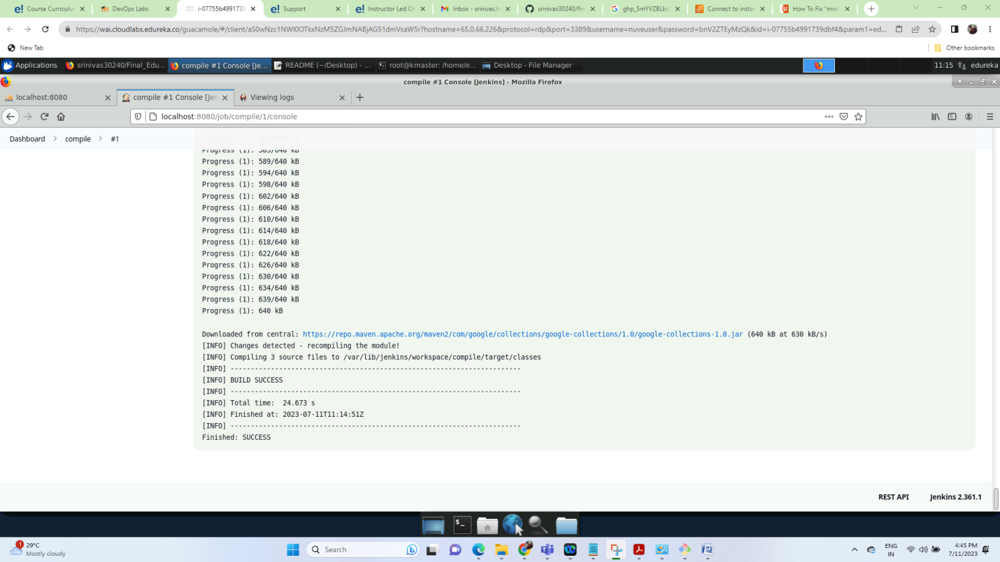 Course Curriculum
DevOps Labs
i-07755b4991739
Support
Instructor Led On
Inbox - srinivas.b
srinivas30240/fin
ghp_SmYVZBLbc
Connect to instan
How To Fix "mvn
https://wai.cloudlabs.edureka.co/guacamole/#/client/aS0wNzc1NWI0OTkxNzM5ZGJmNABjAG51dmVsaW5r?hostname=65.0.66.226&protocol=rdp&port=3389&username=nuveuser&password=bnV2ZTEyMzQk&id=i-07755b4991739dbf4&param1=ed...
New Tab
Other bookmarks
Applications
srinivas30240/Final_Edu...
compile #1 Console [Je...
README (~/Desktop) - ...
root@kmaster: /home/e...
Desktop - File Manager
11:15
edureka
compile #1 Console [Jenkins] - Mozilla Firefox
localhost:8080
compile #1 Console [Jen
Viewing logs
localhost:8080/job/compile/1/console
Dashboard
compile
#1
Progress (1): 585/640 kB
Progress (1): 589/640 kB
Progress (1): 594/640 kB
Progress (1): 598/640 kB
Progress (1): 602/640 kB
Progress (1): 606/640 kB
Progress (1): 610/640 kB
Progress (1): 614/640 kB
Progress (1): 618/640 kB
Progress (1): 622/640 kB
Progress (1): 626/640 kB
Progress (1): 630/640 kB
Progress (1): 634/640 kB
Progress (1): 639/640 kB
Progress (1): 640 kB
Downloaded from central: https://repo.maven.apache.org/maven2/com/google/collections/google-collections/1.0/google-collections-1.0.jar (640 kB at 630 kB/s)
[INFO] Changes detected - recompiling the module!
[INFO] Compiling 3 source files to /var/lib/jenkins/workspace/compile/target/classes
[INFO] ------------------------------------------------------------------------
[INFO] BUILD SUCCESS
[INFO] ------------------------------------------------------------------------
[INFO] Total time:  24.673 s
[INFO] Finished at: 2023-07-11T11:14:51Z
[INFO] ------------------------------------------------------------------------
Finished: SUCCESS
REST API
Jenkins 2.361.1
1
29°C
Mostly cloudy
Search
ENG
IN
4:45 PM
7/11/2023